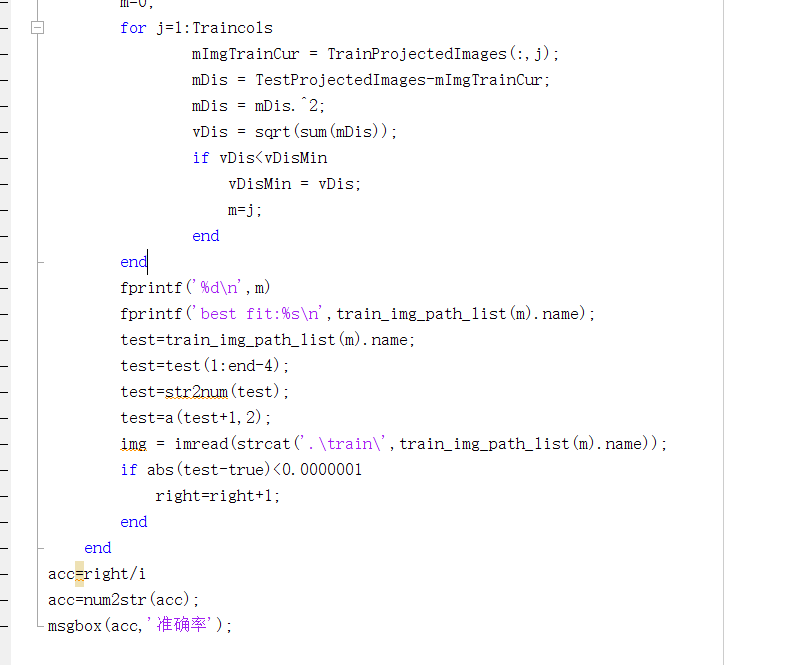 m=0;
for j=1:Traincols
mImgTrainCur = TrainProjectedImages(:,j);
mDis = TestProjectedImages-mImgTrainCur;
mDis = mDis.^2;
vDis = sqrt(sum(mDis));
if vDis<vDisMin
vDisMin = vDis;
m=j;
end
end
fprintf('%d\n',m)
fprintf('best fit:%s\n',train_img_path_list(m).name);
test=train_img_path_list(m).name;
test=test(1:end-4);
test=str2num(test);
test=a(test+1,2);
img = imread(strcat('.\train\',train_img_path_list(m).name));
if abs(test-true)<0.0000001
right=right+1;
end
end
acc=right/i
acc=num2str(acc);
msgbox(acc,'准确率');